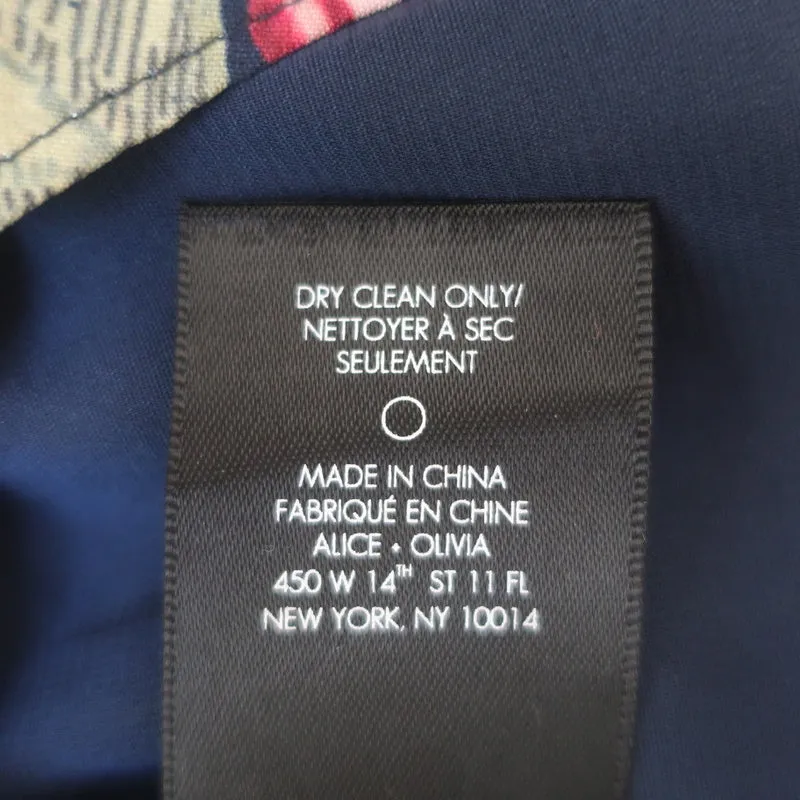 DRY CLEAN ONLY/
NETTOYER À SEC
SEULEMENT
MADE IN CHINA
FABRIQUÉ EN CHINE
ALICE • OLIVIA
450 W 14TH ST 11 FL
NEW YORK, NY 10014